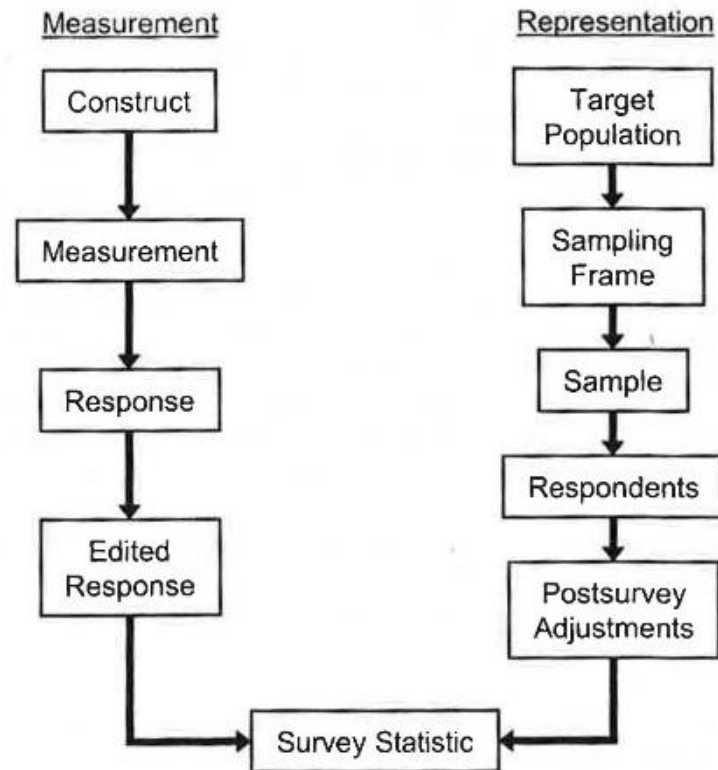 Measurement
Construct
Measurement
Response
Edited
Response
Representation
Target
Population
Sampling
Frame
Sample
Respondents
Postsurvey
Adjustments
Survey Statistic